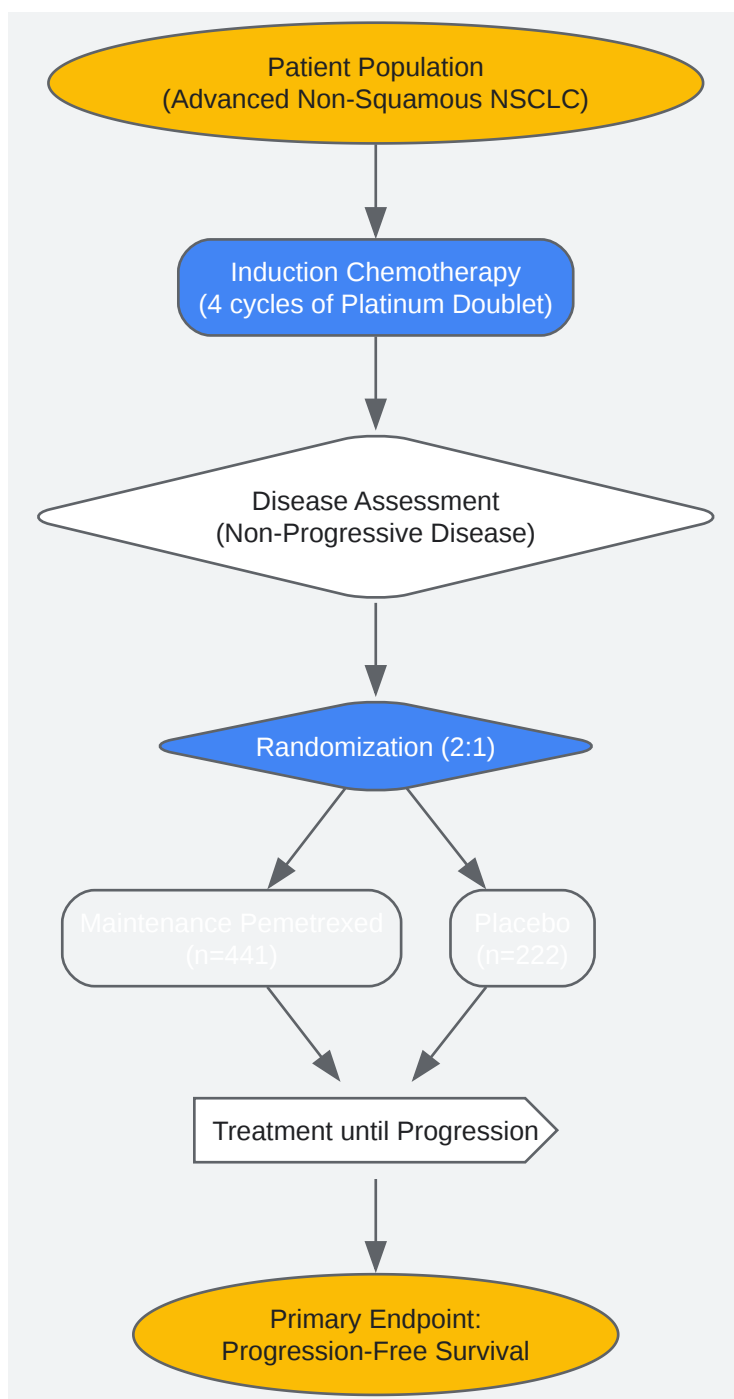 Patient Population
(Advanced Non-Squamous NSCLC)
Induction Chemotherapy
(4 cycles of Platinum Doublet)
Disease Assessment
(Non-Progressive Disease)
Randomization (2:1)
Maintenance Pemetrexed
(n=441)
Placebo
(n=222)
Treatment until Progression
Primary Endpoint:
Progression-Free Survival